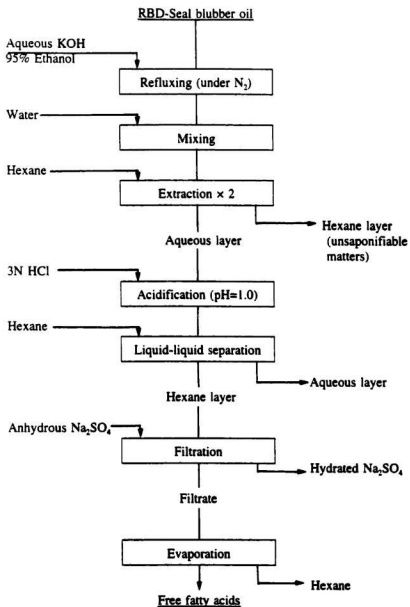 RBD-Seal blubber oil
Aqueous KOH
95% Ethanol
Refluxing (under N₂)
Water
Mixing
Hexane
Extraction × 2
Hexane layer
(unsaponifiable
matters)
Aqueous layer
3N HCl
Acidification (pH=1.0)
Hexane
Liquid-liquid separation
Aqueous layer
Hexane layer
Anhydrous Na₂SO₄
Filtration
Hydrated Na₂SO₄
Filtrate
Evaporation
Hexane
Free fatty acids